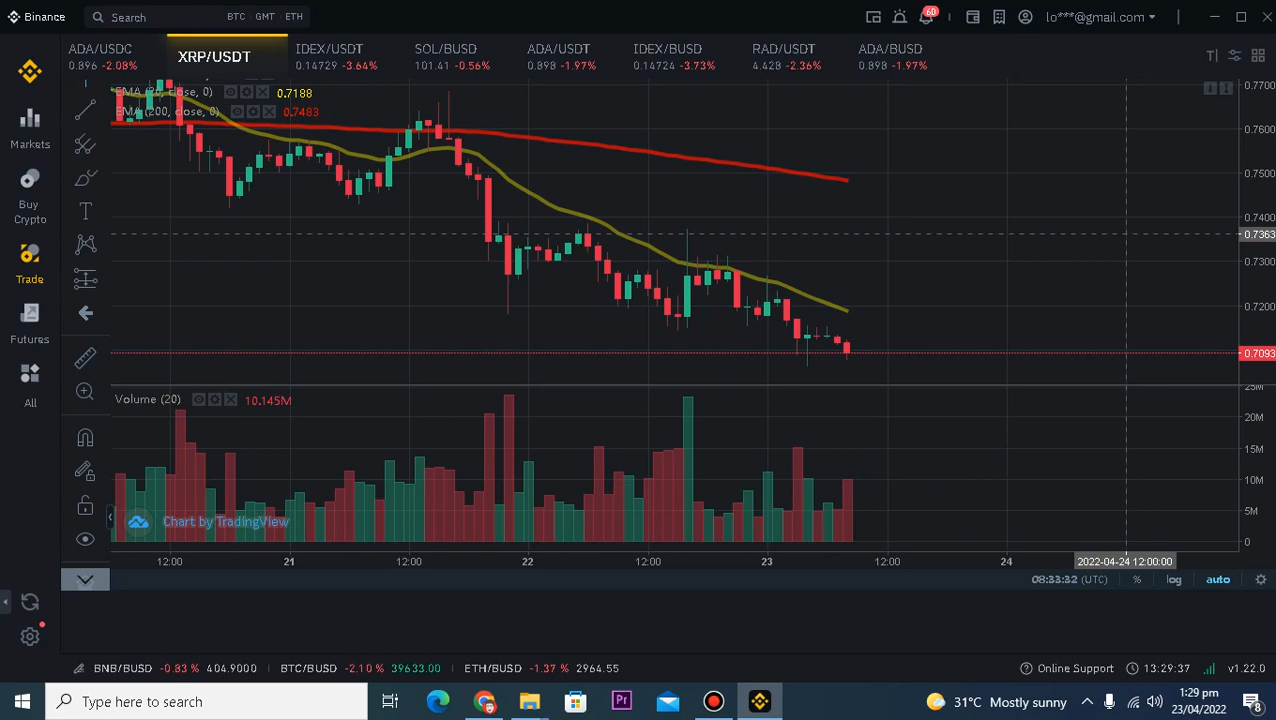 Binance
Search
BTC GMT ETH
60
lo***@gmail.com
ADA/USDC
0.896 -2.08%
XRP/USDT
IDEX/USDT
0.14729 -3.64%
SOL/BUSD
101.41 -0.56%
ADA/USDT
0.898 -1.97%
IDEX/BUSD
0.14724 -3.73%
RAD/USDT
4.428 -2.36%
ADA/BUSD
0.898 -1.97%
Markets
Buy
Crypto
Trade
Futures
All
0.7188
EMA (200, close, 0) 0.7483
0.7700
0.7600
0.7500
0.7400
0.7363
0.7300
0.7200
0.7093
Volume (20) 10.145M
25M
20M
15M
10M
5M
0
Chart by TradingView
12:00 21 12:00 22 12:00 23 12:00 24 2022-04-24 12:00:00
08:33:32 (UTC) % log auto
BNB/BUSD -0.83 % 404.9000 BTC/BUSD -2.10 % 39633.00 ETH/BUSD -1.37 % 2964.55
Online Support 13:29:37 v1.22.0
Type here to search
Pr
31°C Mostly sunny
1:29 pm
23/04/2022
8